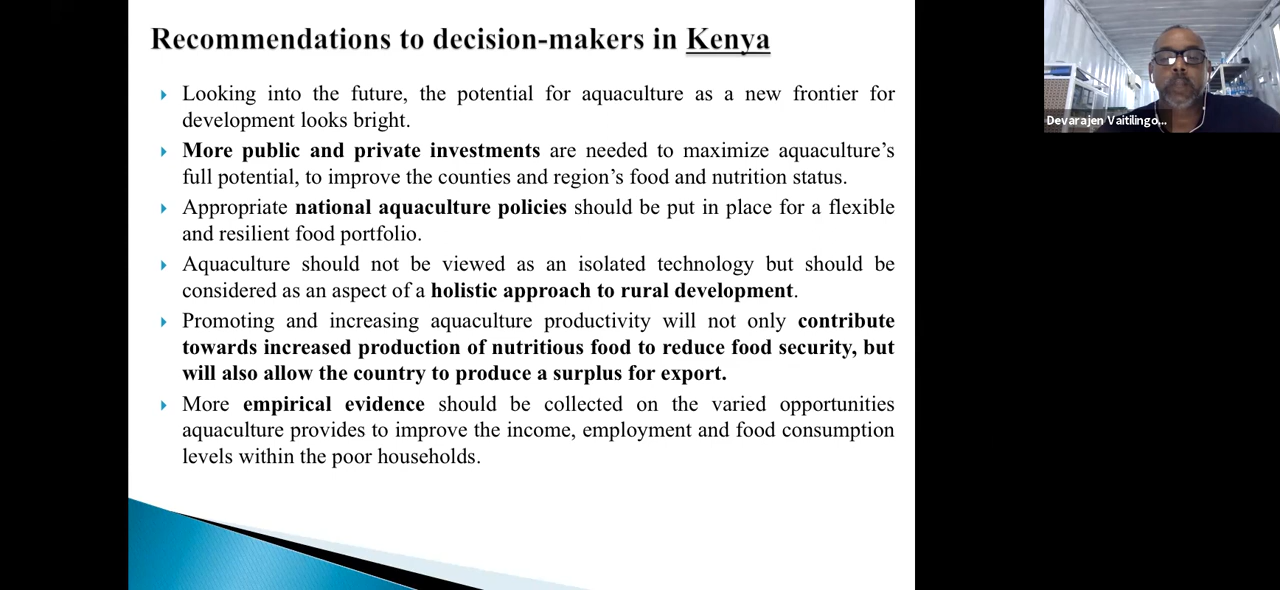 Recommendations to decision-makers in Kenya
Looking into the future, the potential for aquaculture as a new frontier for
development looks bright.
More public and private investments are needed to maximize aquaculture's
full potential, to improve the counties and region's food and nutrition status.
Appropriate national aquaculture policies should be put in place for a flexible
and resilient food portfolio.
Aquaculture should not be viewed as an isolated technology but should be
considered as an aspect of a holistic approach to rural development.
Promoting and increasing aquaculture productivity will not only contribute
towards increased production of nutritious food to reduce food security, but
will also allow the country to produce a surplus for export.
More empirical evidence should be collected on the varied opportunities
aquaculture provides to improve the income, employment and food consumption
levels within the poor households.
Devarajen Vaitilingo...